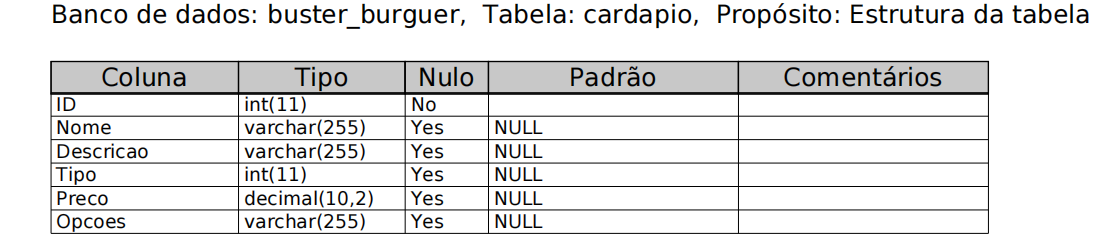 Banco de dados: buster_burguer, Tabela: cardapio, Propósito: Estrutura da tabela
Coluna Tipo Nulo Padrão Comentários
ID int(11) No
Nome varchar(255) Yes NULL
Descricao varchar(255) Yes NULL
Tipo int(11) Yes NULL
Preco decimal(10,2) Yes NULL
Opcoes varchar(255) Yes NULL